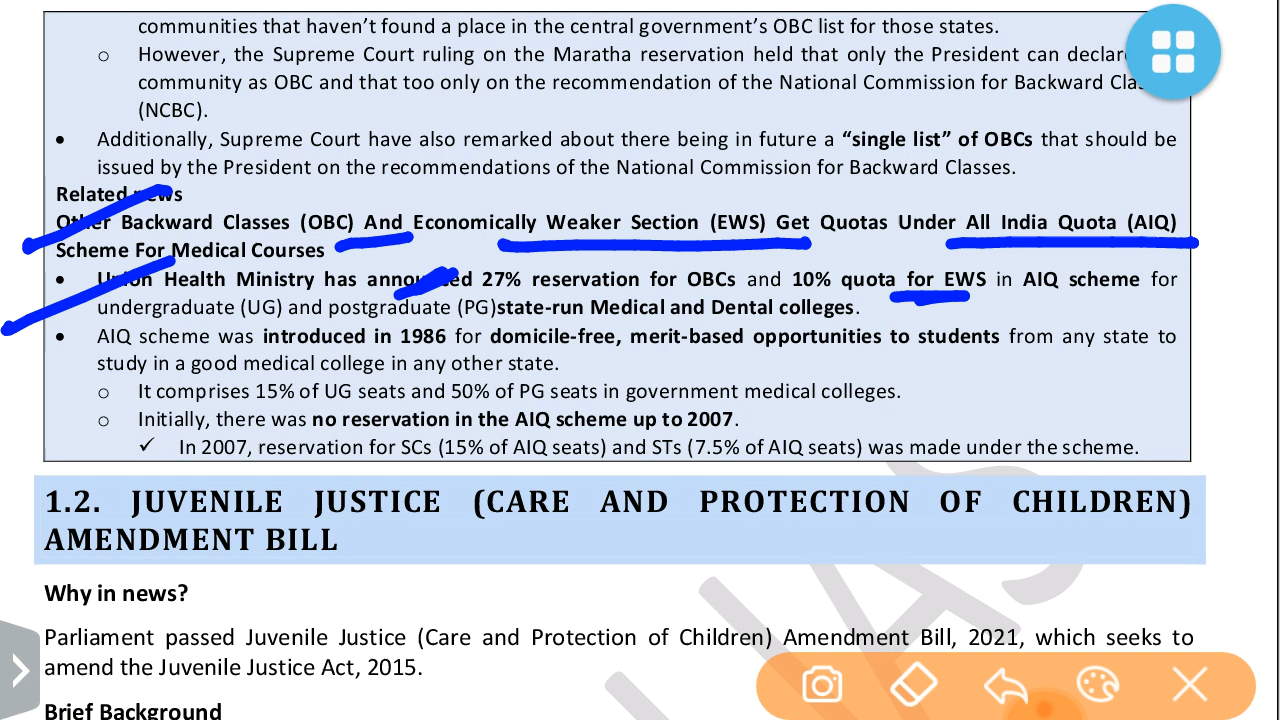 communities that haven't found a place in the central government's OBC list for those states.
o However, the Supreme Court ruling on the Maratha reservation held that only the President can
community as OBC and that too only on the recommendation of the National Commission for Backward
(NCBC).
• Additionally, Supreme Court have also remarked about there being in future a “single list” of OBCs that should be
issued by the President on the recommendations of the National Commission for Backward Classes.
Related news
Other Backward Classes (OBC) And Economically Weaker Section (EWS) Get Quotas Under All India Quota (AIQ)
Scheme For Medical Courses
• Union Health Ministry has announced 27% reservation for OBCs and 10% quota for EWS in AIQ scheme for
undergraduate (UG) and postgraduate (PG)state-run Medical and Dental colleges.
• AIQ scheme was introduced in 1986 for domicile-free, merit-based opportunities to students from any state to
study in a good medical college in any other state.
o It comprises 15% of UG seats and 50% of PG seats in government medical colleges.
o Initially, there was no reservation in the AIQ scheme up to 2007.
✓ In 2007, reservation for SCs (15% of AIQ seats) and STs (7.5% of AIQ seats) was made under the scheme.
1.2. JUVENILE JUSTICE (CARE AND PROTECTION OF CHILDREN)
AMENDMENT BILL
Why in news?
Parliament passed Juvenile Justice (Care and Protection of Children) Amendment Bill, 2021, which seeks to
amend the Juvenile Justice Act, 2015.
Brief Background